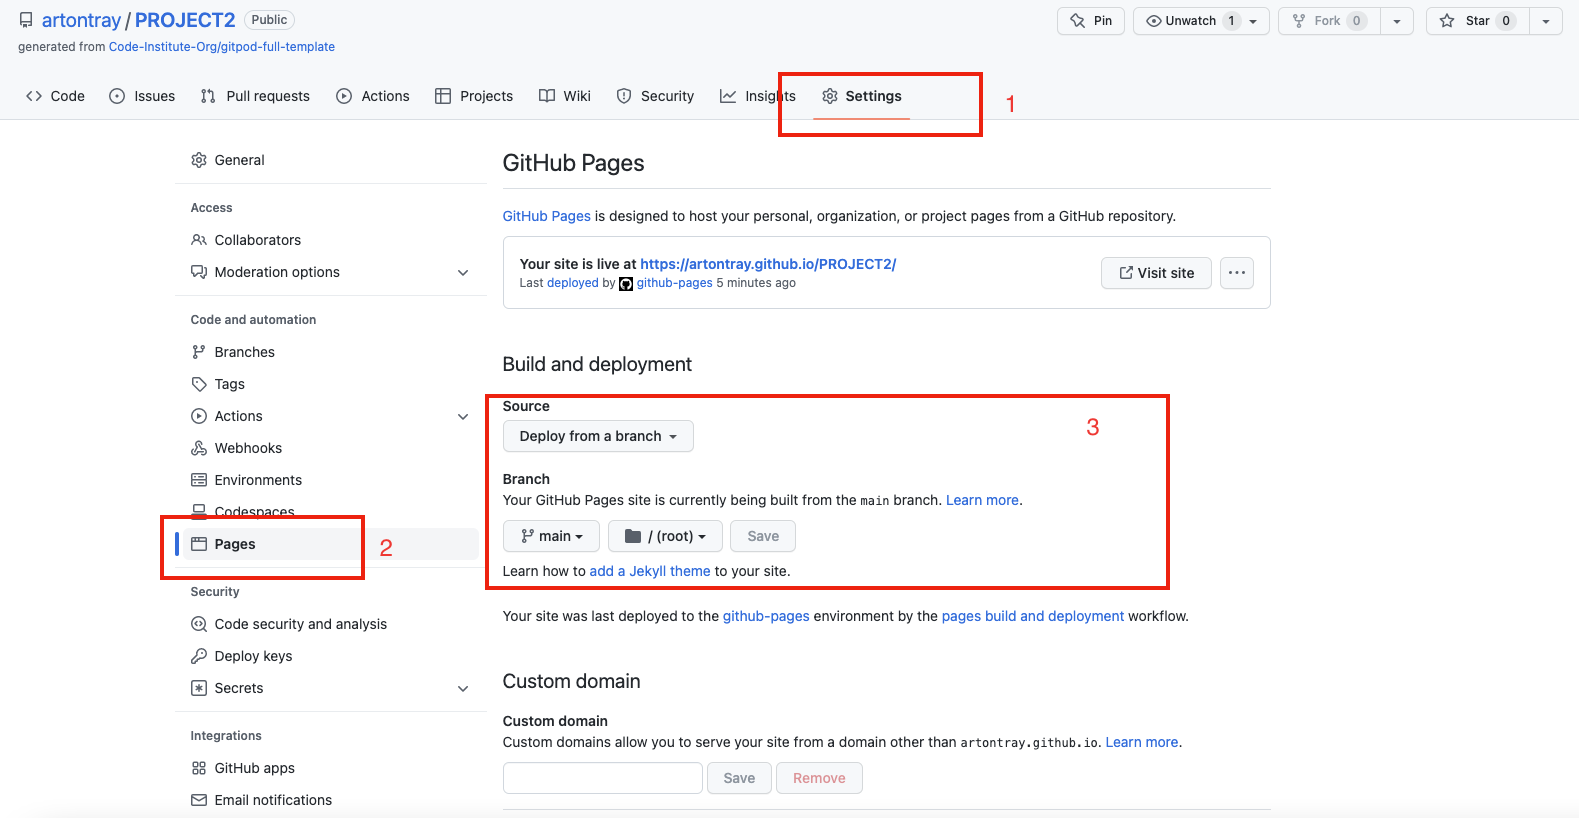 artontray / PROJECT2 Public
Pin
Unwatch 1
Fork 0
Star 0
generated from Code-Institute-Org/gitpod-full-template
Code
Issues
Pull requests
Actions
Projects
Wiki
Security
Insights
Settings
1
General
Access
Collaborators
Moderation options
Code and automation
Branches
Tags
Actions
Webhooks
Environments
Codespaces
Pages
2
Security
Code security and analysis
Deploy keys
Secrets
Integrations
GitHub apps
Email notifications
GitHub Pages
GitHub Pages is designed to host your personal, organization, or project pages from a GitHub repository.
Your site is live at https://artontray.github.io/PROJECT2/
Last deployed by github-pages 5 minutes ago
Visit site
Build and deployment
Source
3
Deploy from a branch
Branch
Your GitHub Pages site is currently being built from the main branch. Learn more.
main
/ (root)
Save
Learn how to add a Jekyll theme to your site.
Your site was last deployed to the github-pages environment by the pages build and deployment workflow.
Custom domain
Custom domain
Custom domains allow you to serve your site from a domain other than artontray.github.io. Learn more.
Save
Remove